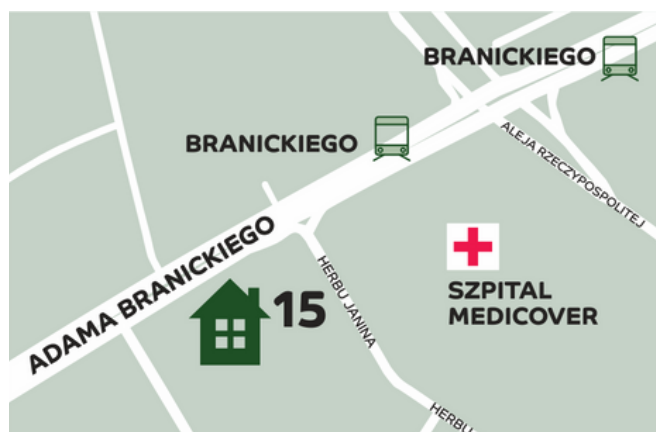 BRANICKIEGO
BRANICKIEGO
ALEJA RZECZYPOSPOLITEJ
ADAMA BRANICKIEGO
HERBU JANINA
15
SZPITAL
MEDICOVER
HERBU